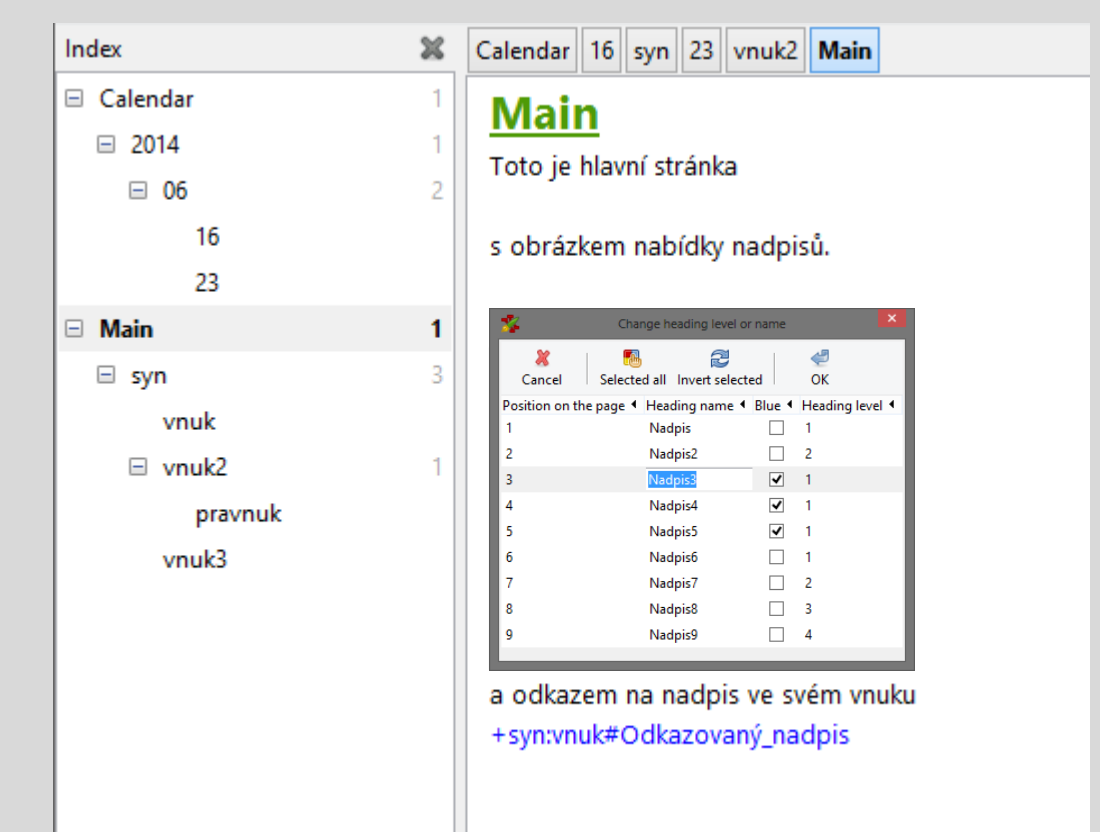 Index
Calendar 1
2014 1
06 2
16
23
Main 1
syn 3
vnuk
vnuk2 1
pravnuk
vnuk3
Calendar 16 syn 23 vnuk2 Main
Main
Toto je hlavní stránka
s obrázkem nabídky nadpisů.
Change heading level or name
Cancel Selected all Invert selected OK
Position on the page Heading name Blue Heading level
1 Nadpis 1
2 Nadpis2 2
3 Nadpis3 1
4 Nadpis4 1
5 Nadpis5 1
6 Nadpis6 1
7 Nadpis7 2
8 Nadpis8 3
9 Nadpis9 4
a odkazem na nadpis ve svém vnuku
+syn:vnuk#Odkazovaný_nadpis